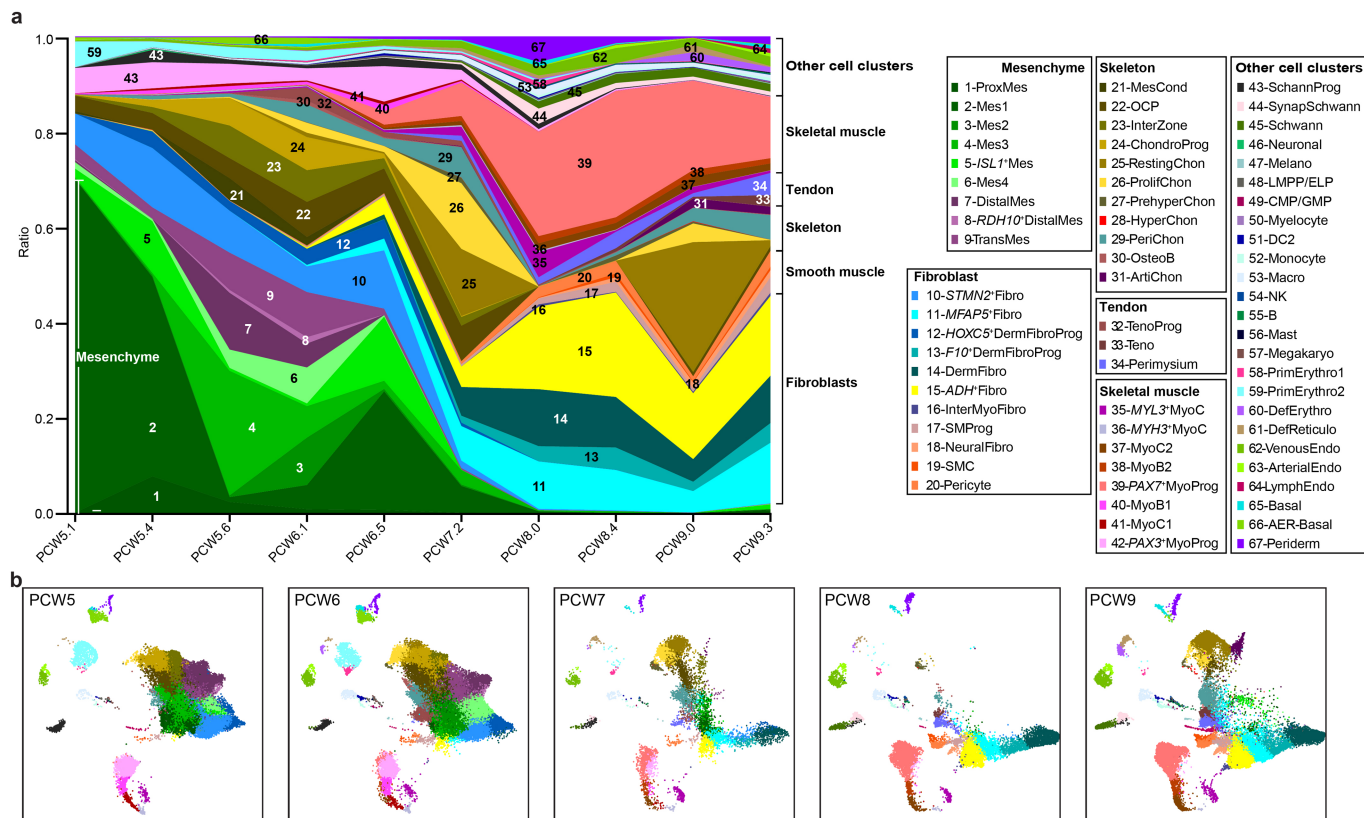 a
1.0
0.8
0.6
0.4
0.2
0.0
Ratio
59
43
43
66
67
65
53
58
45
44
62
61
60
64
30
32
41
40
39
38
37
36
35
34
33
31
29
27
26
25
24
23
22
21
20
19
18
17
16
15
14
13
12
11
10
9
8
7
6
5
4
3
2
1
Mesenchyme
PCW5.1
PCW5.4
PCW5.6
PCW6.1
PCW6.5
PCW7.2
PCW8.0
PCW8.4
PCW9.0
PCW9.3
Other cell clusters
Skeletal muscle
Tendon
Skeleton
Smooth muscle
Fibroblasts
Mesenchyme
1-ProxMes
2-Mes1
3-Mes2
4-Mes3
5-ISL1⁺Mes
6-Mes4
7-DistalMes
8-RDH10⁺DistalMes
9-TransMes
Fibroblast
10-STMN2⁺Fibro
11-MFAP5⁺Fibro
12-HOXC5⁺DermFibroProg
13-F10⁺DermFibroProg
14-DermFibro
15-ADH⁺Fibro
16-InterMyoFibro
17-SMProg
18-NeuralFibro
19-SMC
20-Pericyte
Skeleton
21-MesCond
22-OCP
23-InterZone
24-ChondroProg
25-RestingChon
26-ProlifChon
27-PrehyperChon
28-HyperChon
29-PeriChon
30-OsteoB
31-ArtiChon
Tendon
32-TenoProg
33-Teno
34-Perimysium
Skeletal muscle
35-MYL3⁺MyoC
36-MYH3⁺MyoC
37-MyoC2
38-MyoB2
39-PAX7⁺MyoProg
40-MyoB1
41-MyoC1
42-PAX3⁺MyoProg
Other cell clusters
43-SchannProg
44-SynapSchwann
45-Schwann
46-Neuronal
47-Melano
48-LMPP/ELP
49-CMP/GMP
50-Myelocyte
51-DC2
52-Monocyte
53-Macro
54-NK
55-B
56-Mast
57-Megakaryo
58-PrimErythro1
59-PrimErythro2
60-DefErythro
61-DefReticulo
62-VenousEndo
63-ArterialEndo
64-LymphEndo
65-Basal
66-AER-Basal
67-Periderm
b
PCW5
PCW6
PCW7
PCW8
PCW9